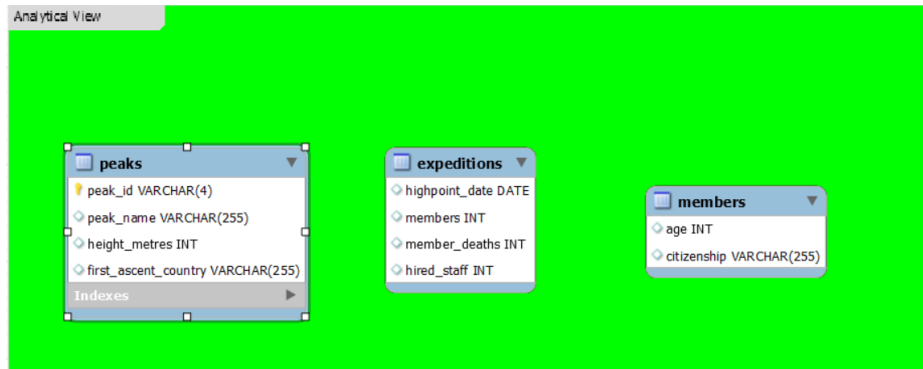 Analytical View
peaks
peak_id VARCHAR(4)
peak_name VARCHAR(255)
height_metres INT
first_ascent_country VARCHAR(255)
Indexes
expeditions
highpoint_date DATE
members INT
member_deaths INT
hired_staff INT
members
age INT
citizenship VARCHAR(255)